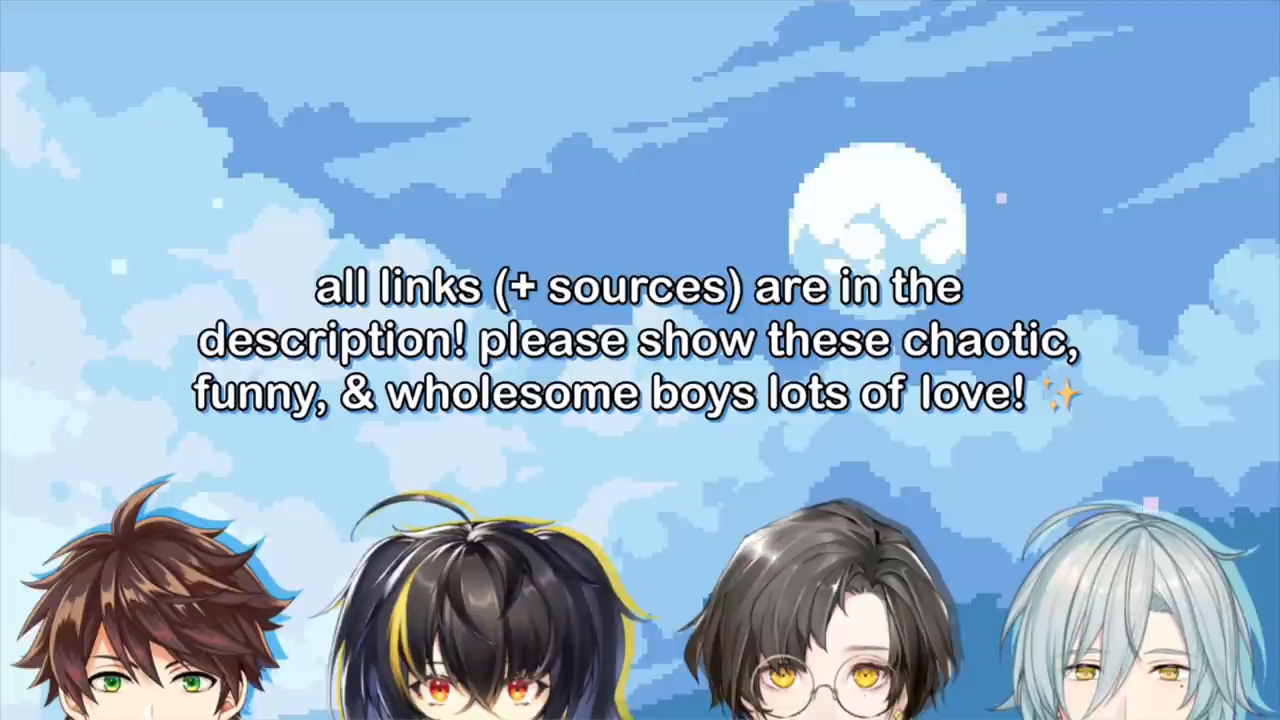 all links (+ sources) are in the
description! please show these chaotic,
funny, & wholesome boys lots of love! ✨